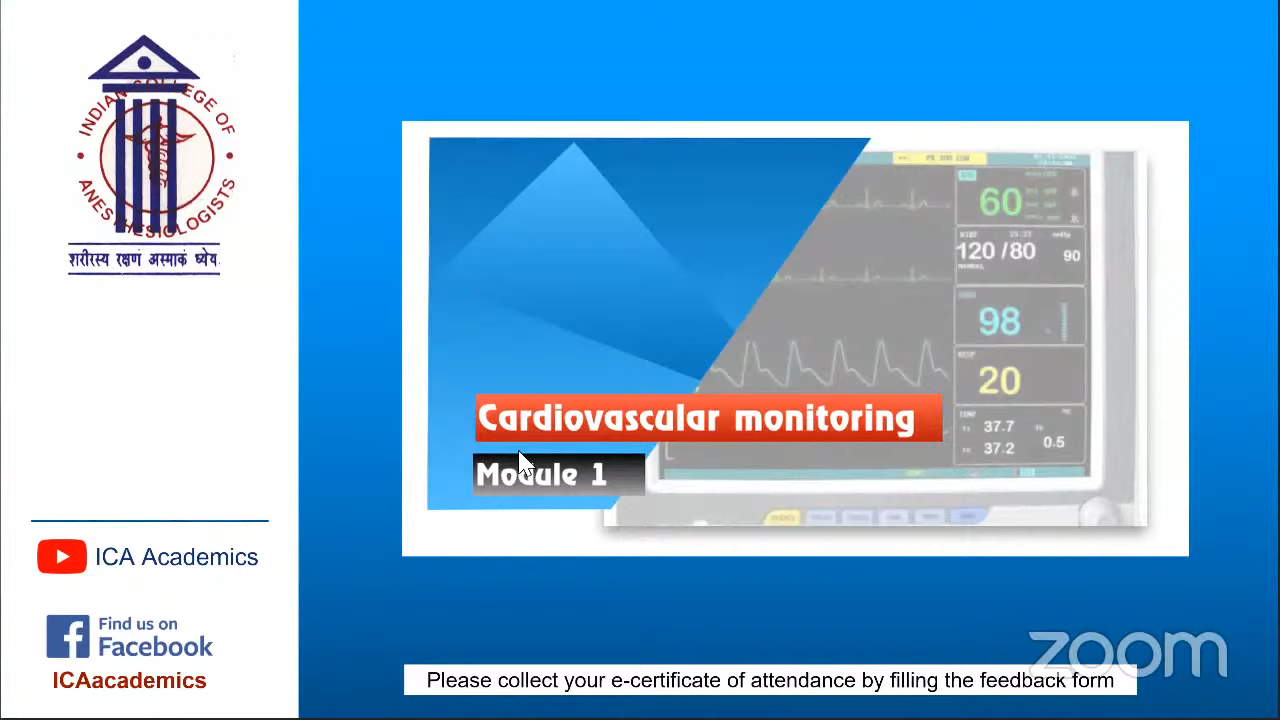 INDIAN COLLEGE OF
ANESTHESIOLOGISTS
शरीरस्य रक्षणं अस्माकं ध्येय
ICA Academics
Find us on
Facebook
ICAacademics
60
120 /80 90
MANUAL
98
20
37.7
37.2
0.5
Cardiovascular monitoring
Module 1
zoom
Please collect your e-certificate of attendance by filling the feedback form